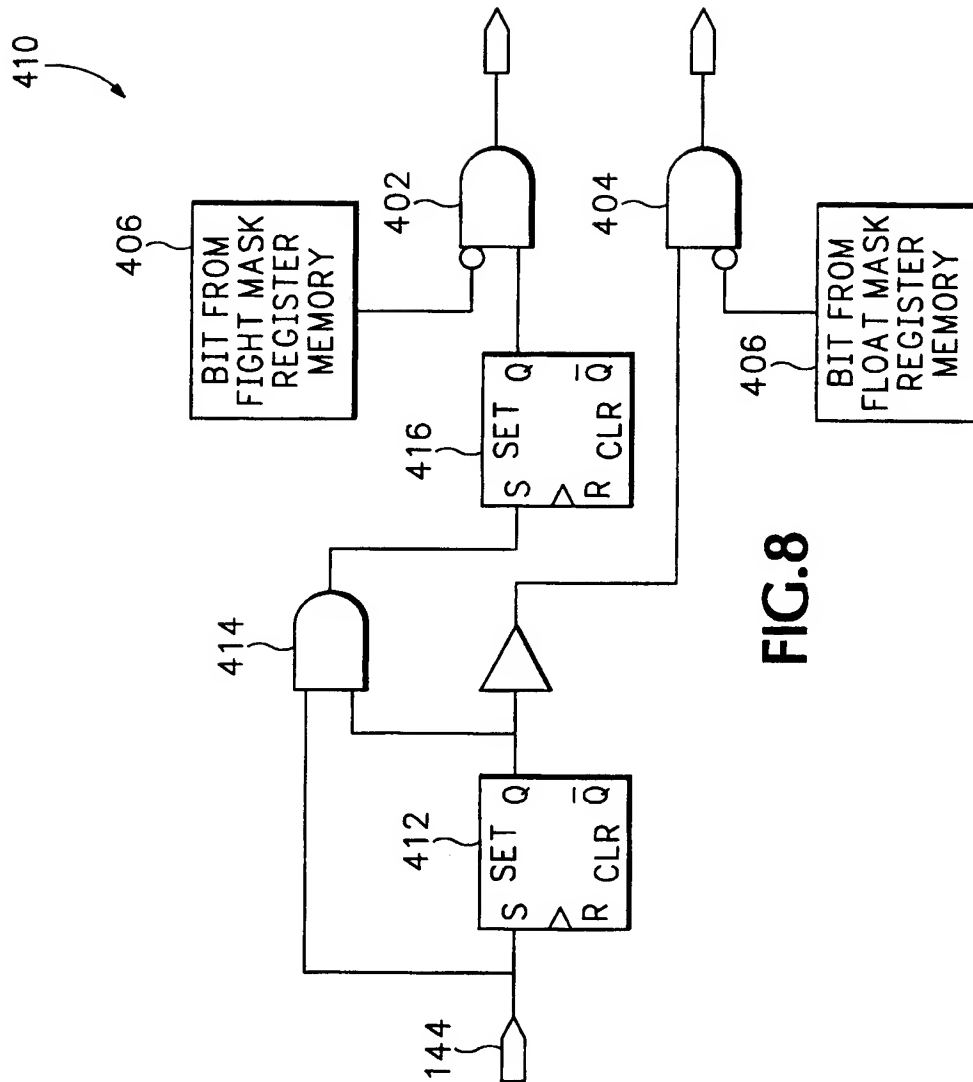 410
406
BIT FROM
FIGHT MASK
REGISTER
MEMORY
402
414
416
S SET Q
R CLR Q̅
412
S SET Q
R CLR Q̅
144
404
406
BIT FROM
FLOAT MASK
REGISTER
MEMORY
FIG.8